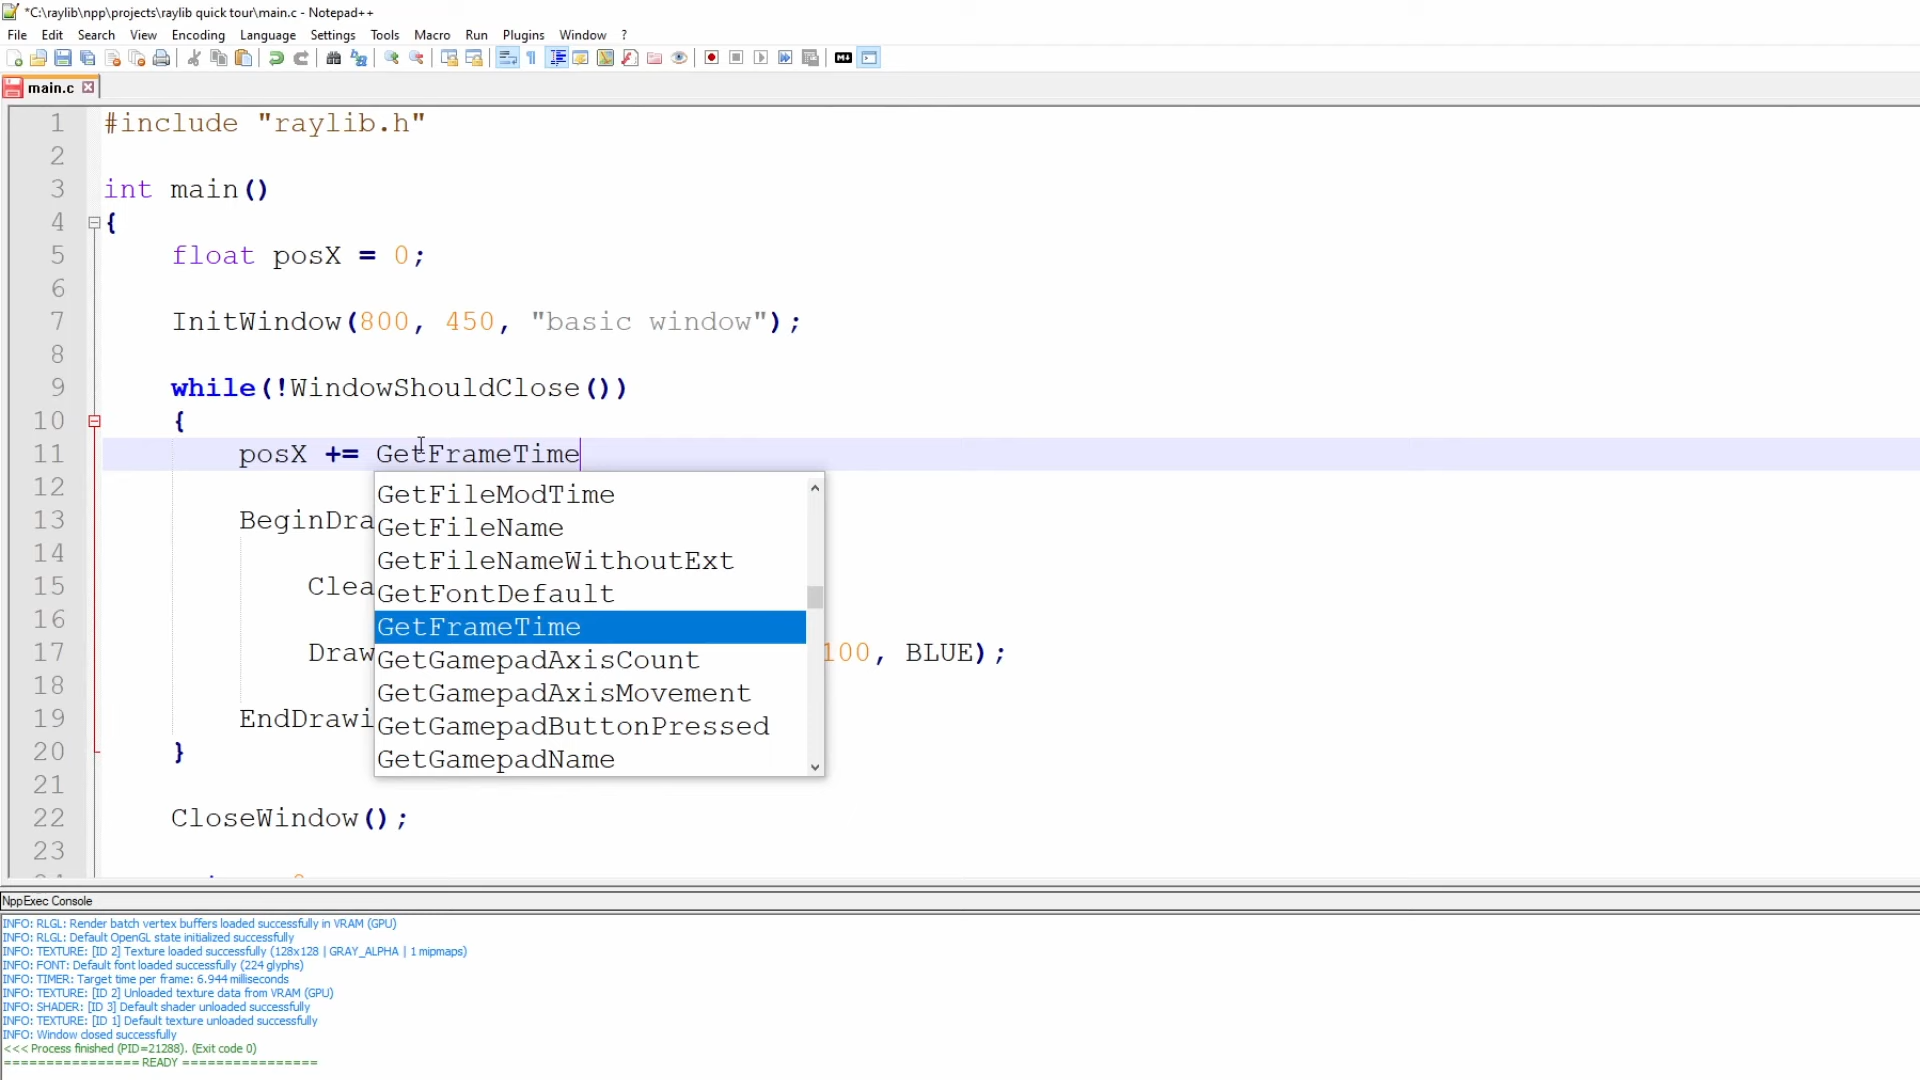 *C:\raylib\npp\projects\raylib quick tour\main.c - Notepad++
File Edit Search View Encoding Language Settings Tools Macro Run Plugins Window ?
main.c
1 #include "raylib.h"
2
3 int main()
4 {
5 float posX = 0;
6
7 InitWindow(800, 450, "basic window");
8
9 while(!WindowShouldClose())
10 {
11 posX += GetFrameTime
12
GetFileModTime
13 BeginDra
GetFileName
14
GetFileNameWithoutExt
15 Clea
GetFontDefault
16
GetFrameTime
17 Draw
GetGamepadAxisCount
100, BLUE);
18
GetGamepadAxisMovement
19 EndDrawi
GetGamepadButtonPressed
20 }
GetGamepadName
21
22 CloseWindow();
23
NppExec Console
INFO: RLGL: Render batch vertex buffers loaded successfully in VRAM (GPU)
INFO: RLGL: Default OpenGL state initialized successfully
INFO: TEXTURE: [ID 2] Texture loaded successfully (128x128 | GRAY_ALPHA | 1 mipmaps)
INFO: FONT: Default font loaded successfully (224 glyphs)
INFO: TIMER: Target time per frame: 6.944 milliseconds
INFO: TEXTURE: [ID 2] Unloaded texture data from VRAM (GPU)
INFO: SHADER: [ID 3] Default shader unloaded successfully
INFO: TEXTURE: [ID 1] Default texture unloaded successfully
INFO: Window closed successfully
<<< Process finished (PID=21288). (Exit code 0)
================ READY ================